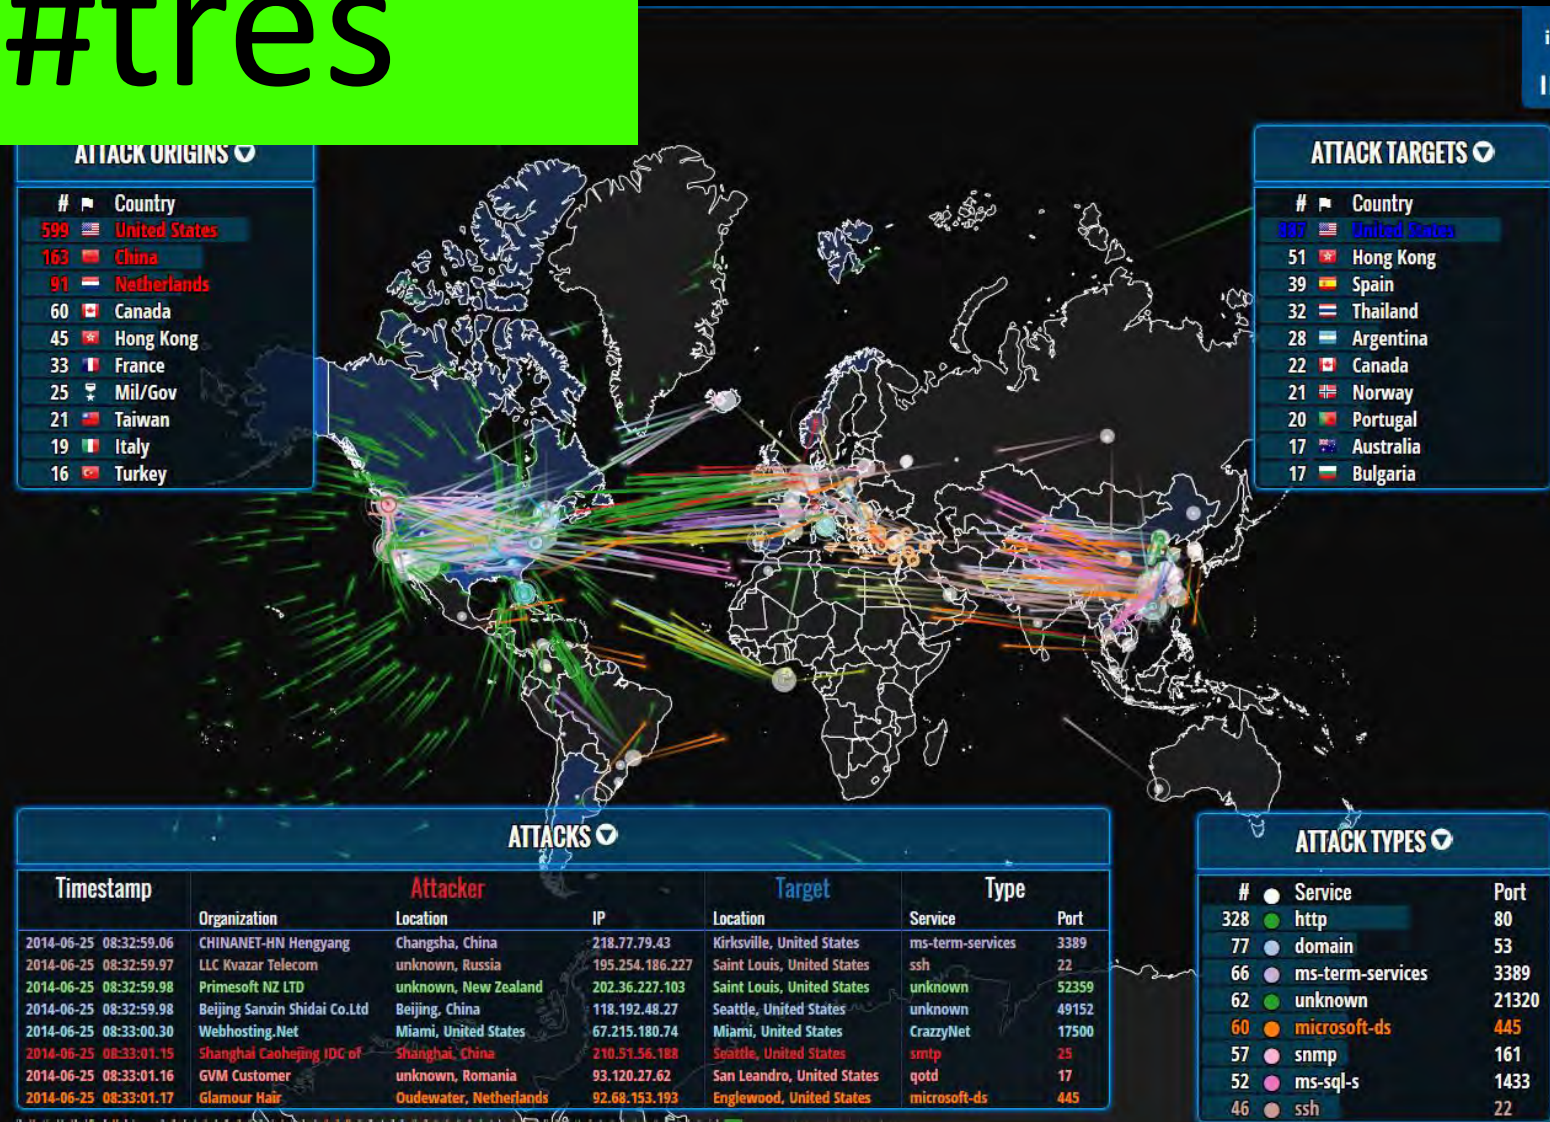 #tres
ATTACK ORIGINS
# Country
599 United States
163 China
91 Netherlands
60 Canada
45 Hong Kong
33 France
25 Mil/Gov
21 Taiwan
19 Italy
16 Turkey
ATTACK TARGETS
# Country
887 United States
51 Hong Kong
39 Spain
32 Thailand
28 Argentina
22 Canada
21 Norway
20 Portugal
17 Australia
17 Bulgaria
ATTACKS
Timestamp Attacker Target Type
Organization Location IP Location Service Port
2014-06-25 08:32:59.06 CHINANET-HN Hengyang Changsha, China 218.77.79.43 Kirksville, United States ms-term-services 3389
2014-06-25 08:32:59.97 LLC Kvazar Telecom unknown, Russia 195.254.186.227 Saint Louis, United States ssh 22
2014-06-25 08:32:59.98 Primesoft NZ LTD unknown, New Zealand 202.36.227.103 Saint Louis, United States unknown 52359
2014-06-25 08:32:59.98 Beijing Sanxin Shidai Co.Ltd Beijing, China 118.192.48.27 Seattle, United States unknown 49152
2014-06-25 08:33:00.30 Webhosting.Net Miami, United States 67.215.180.74 Miami, United States CrazzyNet 17500
2014-06-25 08:33:01.15 Shanghai Caohejing IDC of Shanghai, China 210.51.56.188 Seattle, United States smtp 25
2014-06-25 08:33:01.16 GVM Customer unknown, Romania 93.120.27.62 San Leandro, United States qotd 17
2014-06-25 08:33:01.17 Glamour Hair Oudewater, Netherlands 92.68.153.193 Englewood, United States microsoft-ds 445
ATTACK TYPES
# Service Port
328 http 80
77 domain 53
66 ms-term-services 3389
62 unknown 21320
60 microsoft-ds 445
57 snmp 161
52 ms-sql-s 1433
46 ssh 22